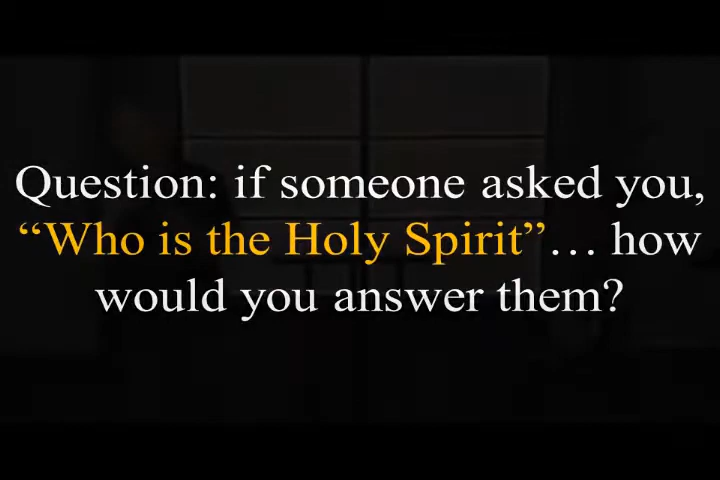 Question: if someone asked you,
“Who is the Holy Spirit”… how
would you answer them?